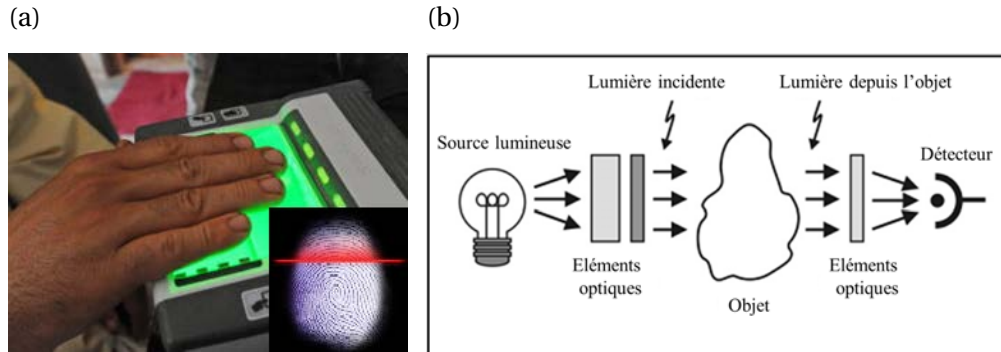 (a)
(b)
Lumière incidente
Lumière depuis l'objet
Source lumineuse
Détecteur
Eléments
optiques
Objet
Eléments
optiques